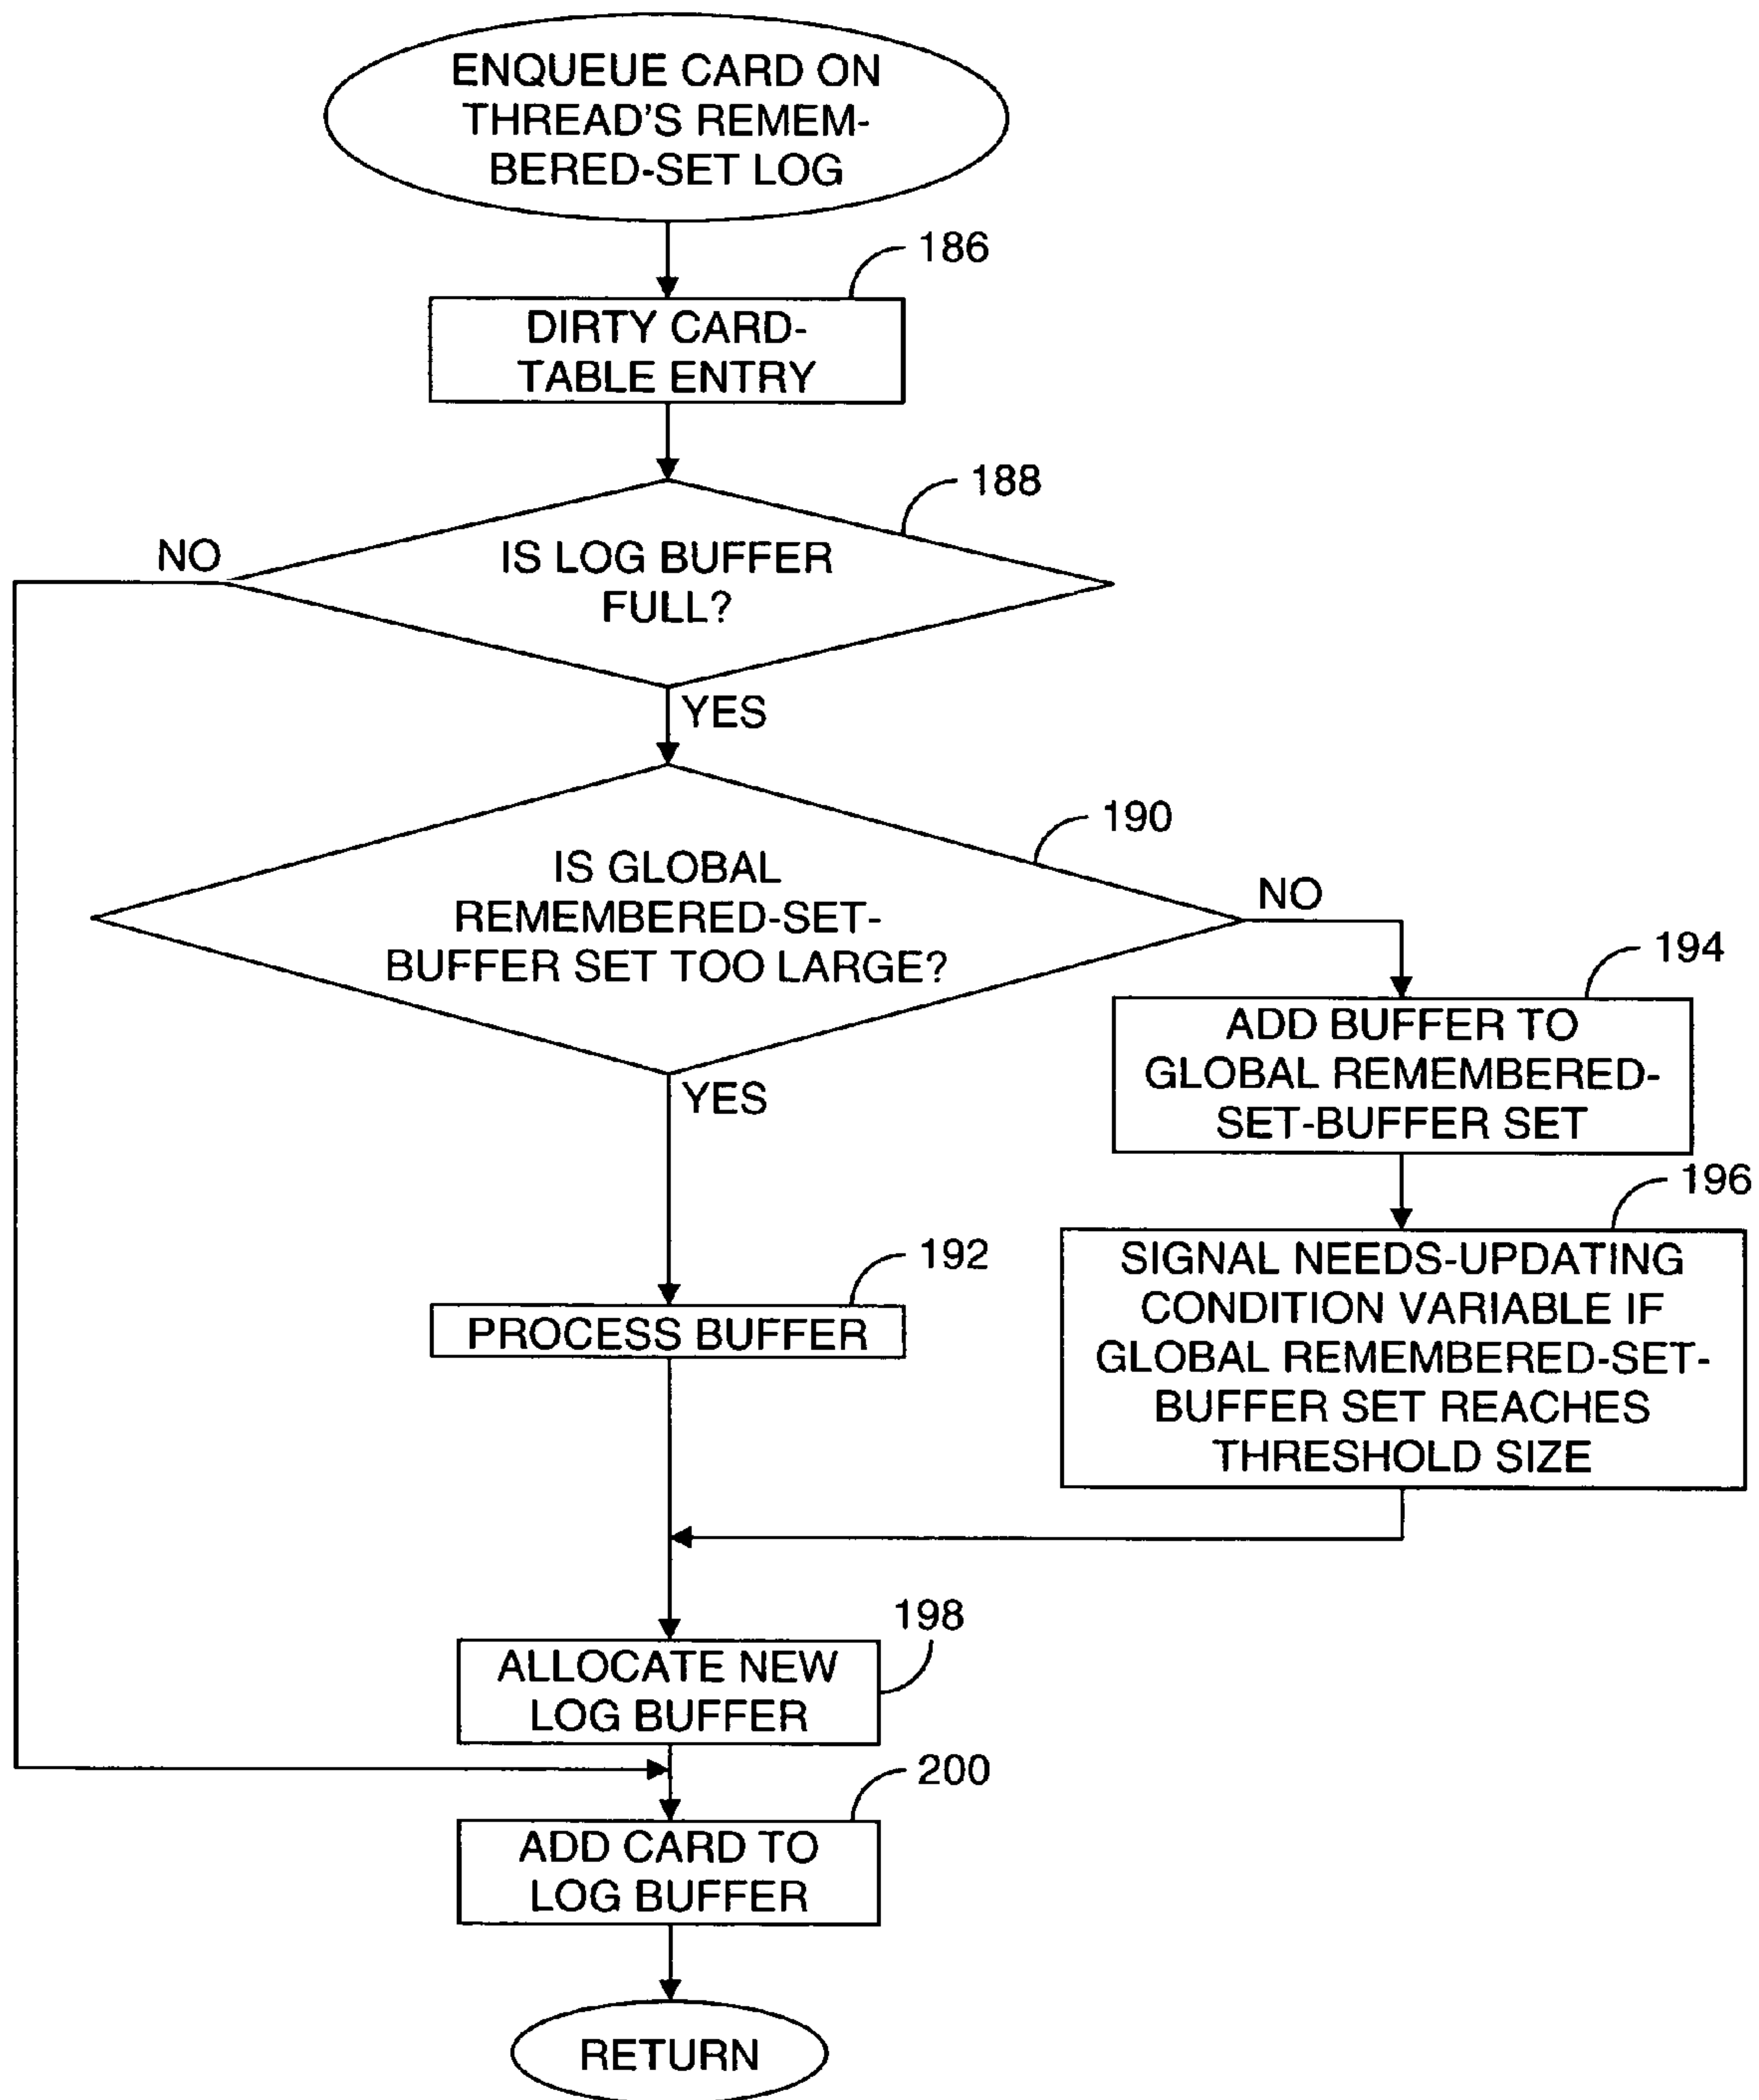 ENQUEUE CARD ON
THREAD'S REMEM-
BERED-SET LOG
186
DIRTY CARD-
TABLE ENTRY
188
NO
IS LOG BUFFER
FULL?
YES
190
IS GLOBAL
REMEMBERED-SET-
BUFFER SET TOO LARGE?
NO
194
ADD BUFFER TO
GLOBAL REMEMBERED-
SET-BUFFER SET
YES
196
SIGNAL NEEDS-UPDATING
CONDITION VARIABLE IF
GLOBAL REMEMBERED-SET-
BUFFER SET REACHES
THRESHOLD SIZE
192
PROCESS BUFFER
198
ALLOCATE NEW
LOG BUFFER
200
ADD CARD TO
LOG BUFFER
RETURN